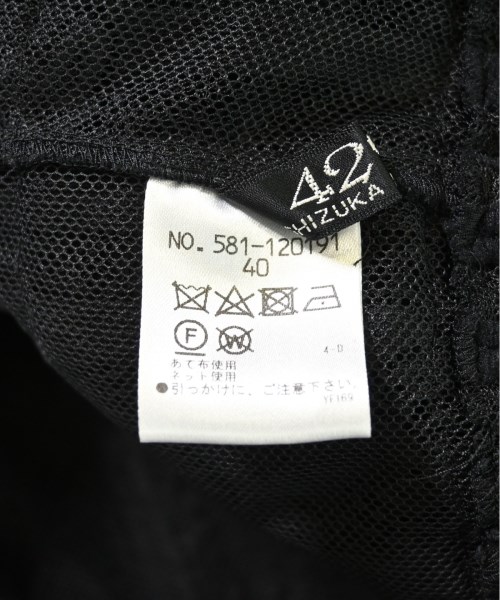 42
HIZUKA
NO. 581-120191
40
F
W
4-0
あて布使用
ネット使用
●引っかけに、ご注意下さい。